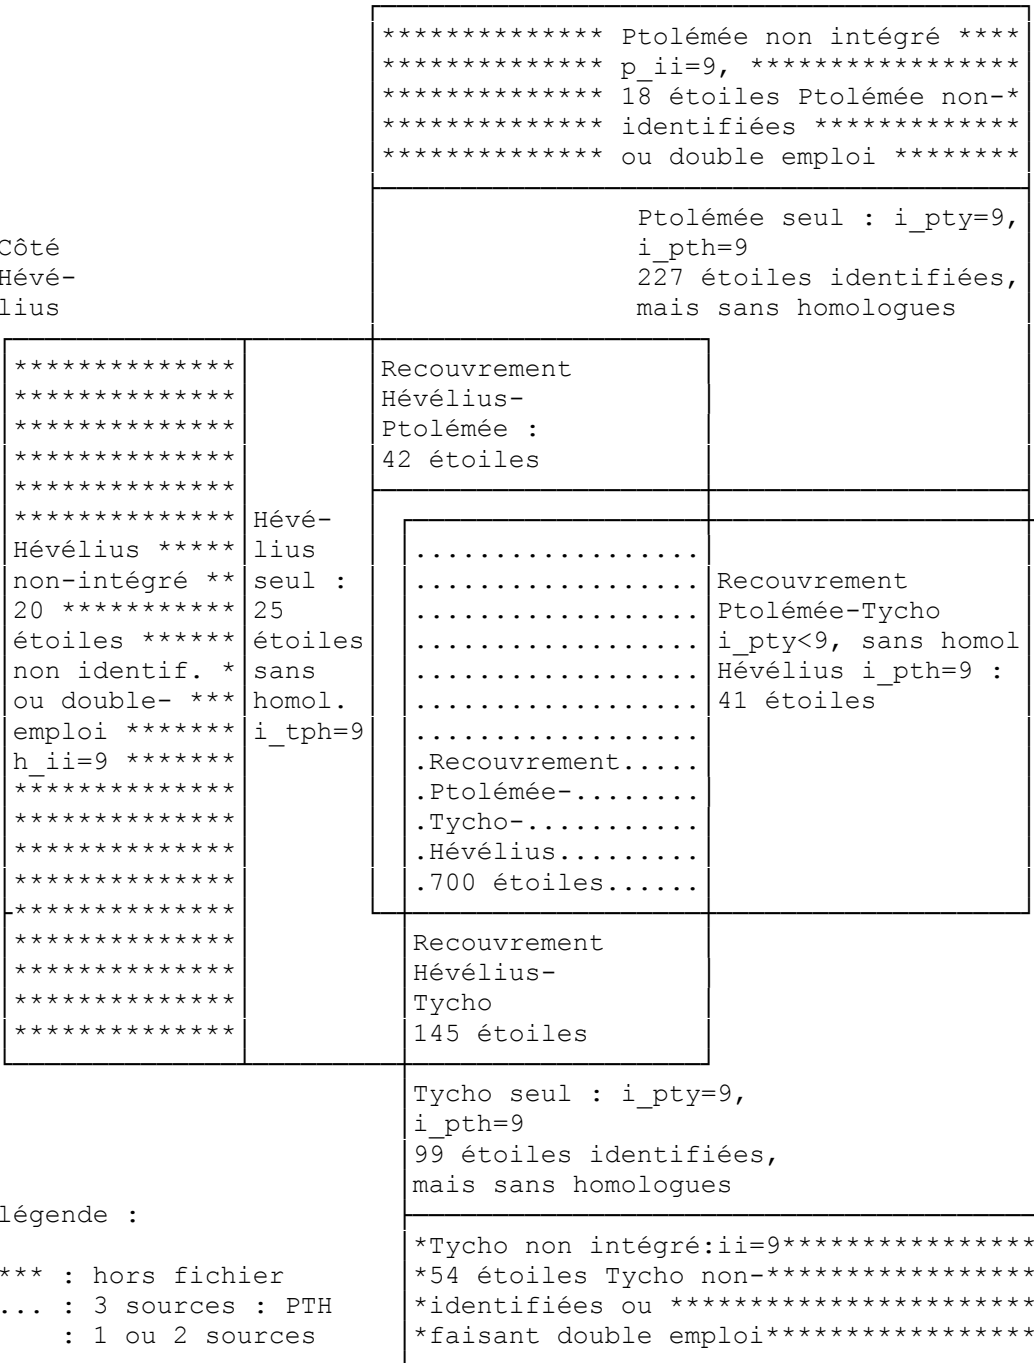 ************** Ptolémée non intégré ****
************** p_ii=9, *****************
************** 18 étoiles Ptolémée non-*
************** identifiées *************
************** ou double emploi ********
Ptolémée seul : i_pty=9,
i_pth=9
227 étoiles identifiées,
mais sans homologues
Côté
Hévé-
lius
**************
**************
**************
**************
**************
**************
Hévélius *****
non-intégré **
20 ***********
étoiles ******
non identif. *
ou double- ***
emploi *******
h_ii=9 *******
**************
**************
**************
**************
**************
**************
**************
**************
**************
Hévé-
lius
seul :
25
étoiles
sans
homol.
i_tph=9
Recouvrement
Hévélius-
Ptolémée :
42 étoiles
..................
..................
..................
..................
..................
..................
..................
.Recouvrement.....
.Ptolémée-........
.Tycho-...........
.Hévélius.........
.700 étoiles......
Recouvrement
Ptolémée-Tycho
i_pty<9, sans homol
Hévélius i_pth=9 :
41 étoiles
Recouvrement
Hévélius-
Tycho
145 étoiles
Tycho seul : i_pty=9,
i_pth=9
99 étoiles identifiées,
mais sans homologues
légende :
*** : hors fichier
... : 3 sources : PTH
: 1 ou 2 sources
*Tycho non intégré:ii=9****************
*54 étoiles Tycho non-*****************
*identifiées ou ***********************
*faisant double emploi*****************